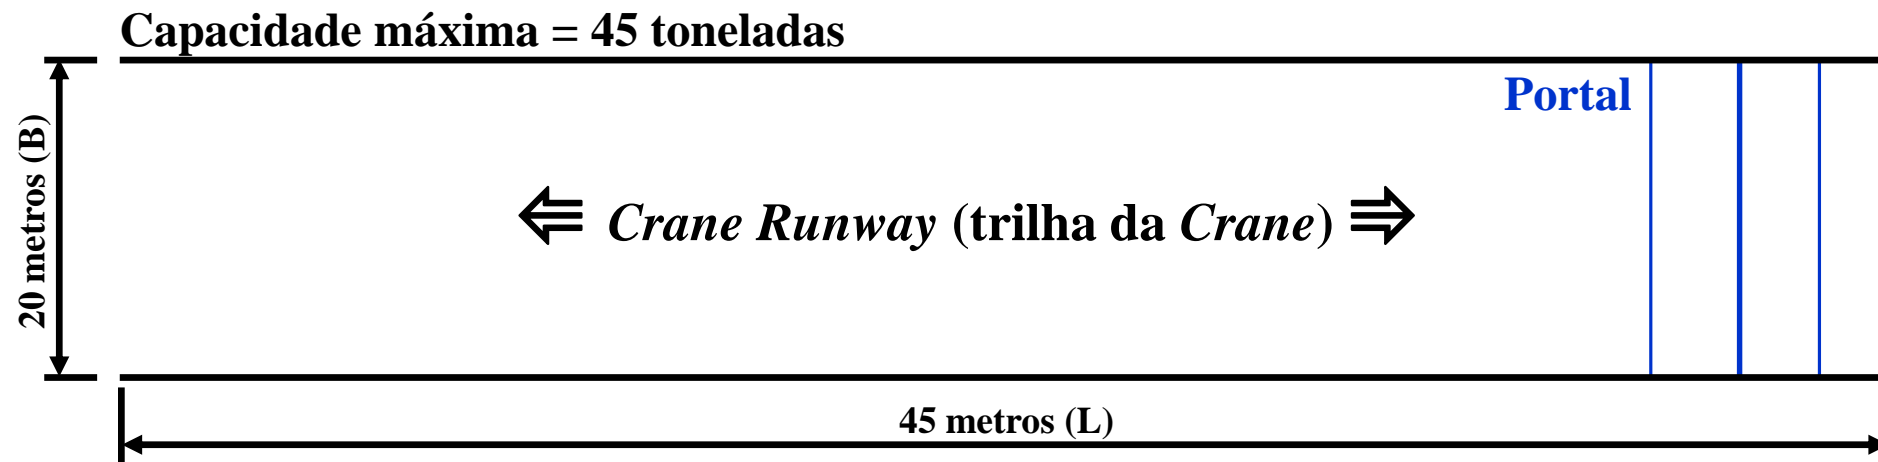 Capacidade máxima = 45 toneladas
Portal
20 metros (B)
⇐ Crane Runway (trilha da Crane) ⇒
45 metros (L)